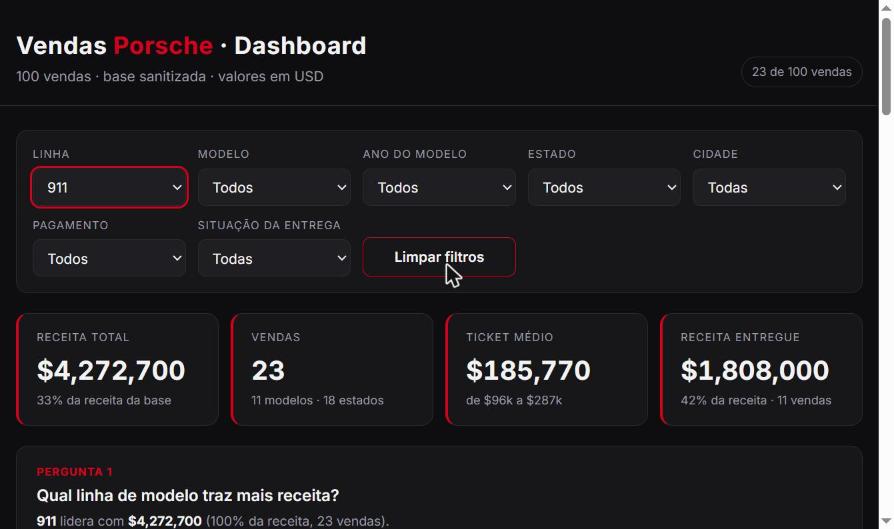 Vendas Porsche · Dashboard
100 vendas · base sanitizada · valores em USD
23 de 100 vendas
LINHA
MODELO
ANO DO MODELO
ESTADO
CIDADE
911
Todos
Todos
Todos
Todas
PAGAMENTO
SITUAÇÃO DA ENTREGA
Todos
Todas
Limpar filtros
RECEITA TOTAL
$4,272,700
33% da receita da base
VENDAS
23
11 modelos · 18 estados
TICKET MÉDIO
$185,770
de $96k a $287k
RECEITA ENTREGUE
$1,808,000
42% da receita · 11 vendas
PERGUNTA 1
Qual linha de modelo traz mais receita?
911 lidera com $4,272,700 (100% da receita, 23 vendas).